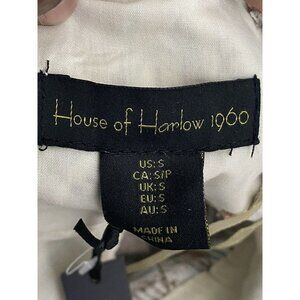 House of Harlow 1960
US: S
CA: S/P
UK: S
EU: S
AU: S
MADE IN
CHINA